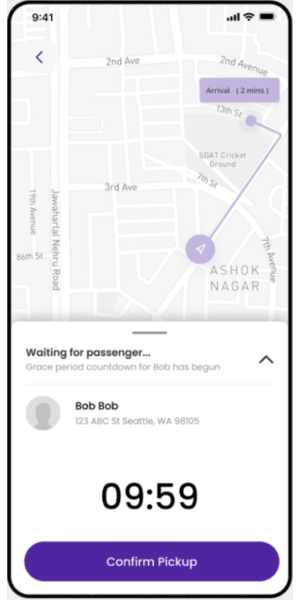 9:41
2nd Ave
2nd Avenue
Arrival ( 2 mins )
13th St
SDAT Cricket
Ground
7th St
3rd Ave
19th Avenue
Jawaharlal Nehru Road
86th St
7th Avenue
ASHOK
NAGAR
Waiting for passenger...
Grace period countdown for Bob has begun
Bob Bob
123 ABC St Seattle, WA 98105
09:59
Confirm Pickup